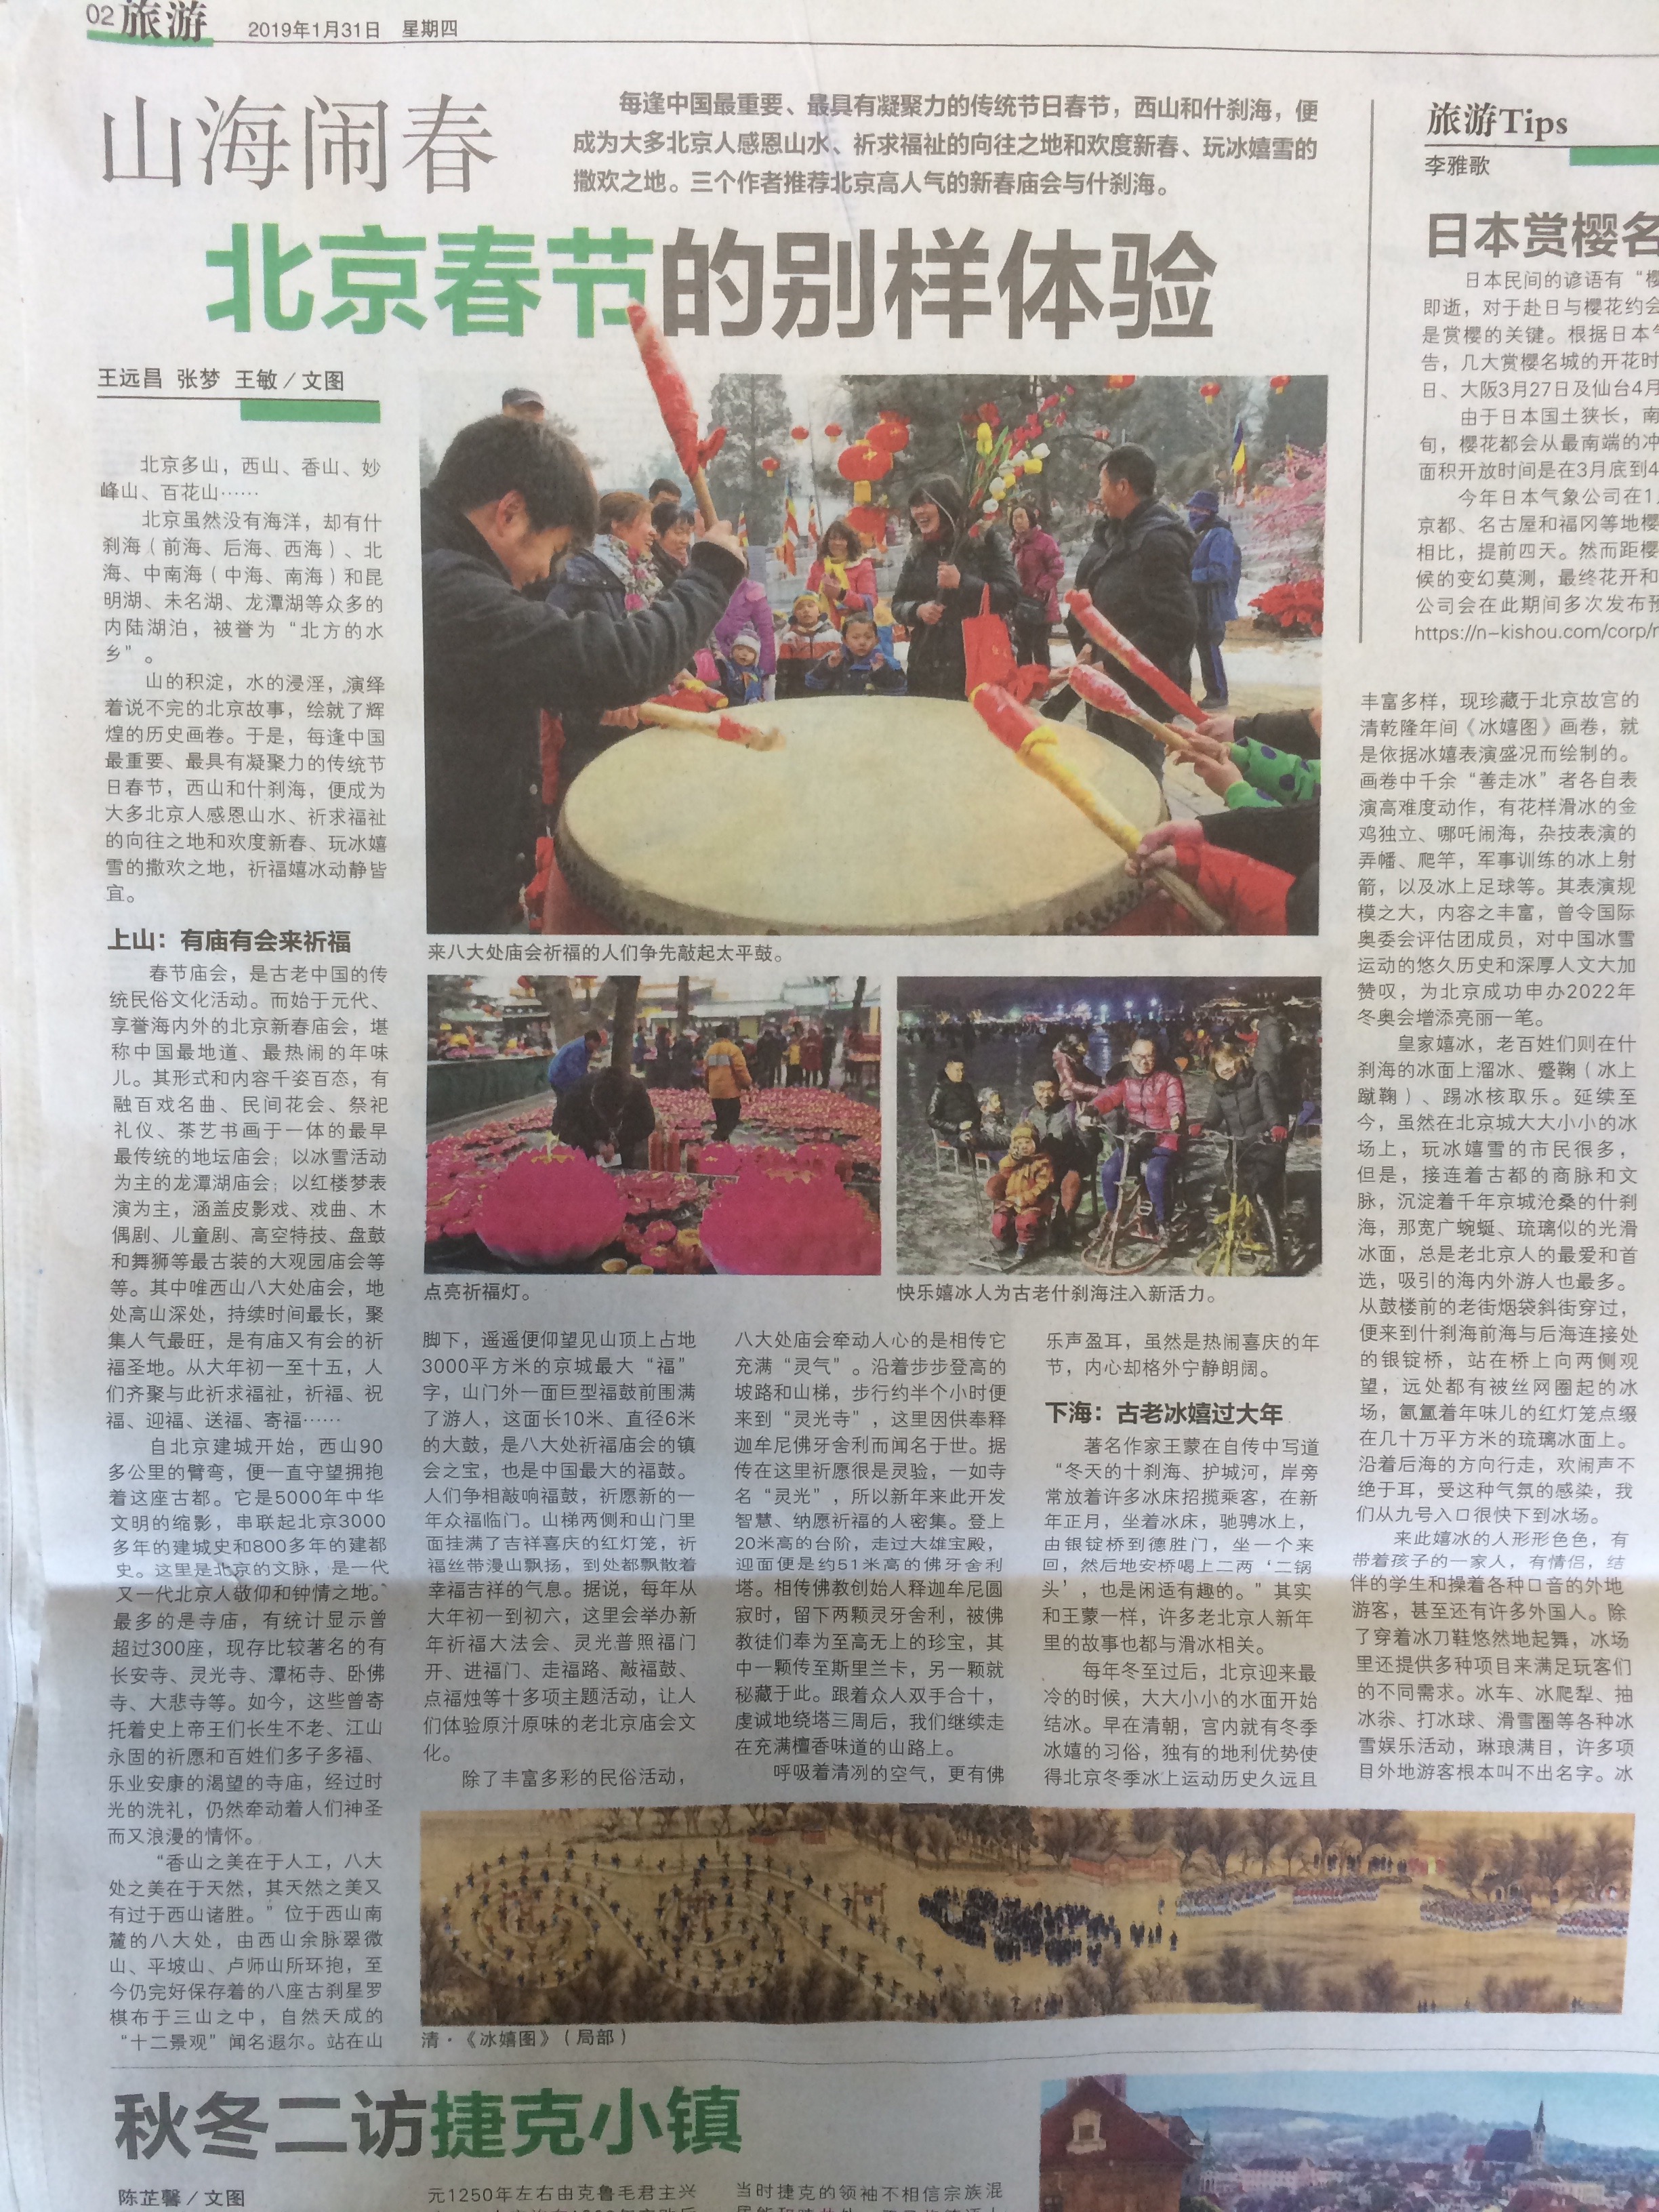 02 旅游 2019年1月31日 星期四
山海闹春
每逢中国最重要、最具有凝聚力的传统节日春节，西山和什刹海，便
成为大多北京人感恩山水、祈求福祉的向往之地和欢度新春、玩冰嬉雪的
撒欢之地。三个作者推荐北京高人气的新春庙会与什刹海。
北京春节的别样体验
王远昌 张梦 王敏／文图
北京多山，西山、香山、妙
峰山、百花山……
北京虽然没有海洋，却有什
刹海（前海、后海、西海）、北
海、中南海（中海、南海）和昆
明湖、未名湖、龙潭湖等众多的
内陆湖泊，被誉为“北方的水
乡”。
山的积淀，水的浸淫，演绎
着说不完的北京故事，绘就了辉
煌的历史画卷。于是，每逢中国
最重要、最具有凝聚力的传统节
日春节，西山和什刹海，便成为
大多北京人感恩山水、祈求福祉
的向往之地和欢度新春、玩冰嬉
雪的撒欢之地，祈福嬉冰动静皆
宜。
上山：有庙有会来祈福
春节庙会，是古老中国的传
统民俗文化活动。而始于元代、
享誉海内外的北京新春庙会，堪
称中国最地道、最热闹的年味
儿。其形式和内容千姿百态，有
融百戏名曲、民间花会、祭祀
礼仪、茶艺书画于一体的最早
最传统的地坛庙会；以冰雪活动
为主的龙潭湖庙会；以红楼梦表
演为主，涵盖皮影戏、戏曲、木
偶剧、儿童剧、高空特技、盘鼓
和舞狮等最古装的大观园庙会等
等。其中唯西山八大处庙会，地
处高山深处，持续时间最长，聚
集人气最旺，是有庙又有会的祈
福圣地。从大年初一至十五，人
们齐聚与此祈求福祉，祈福、祝
福、迎福、送福、寄福……
自北京建城开始，西山90
多公里的臂弯，便一直守望拥抱
着这座古都。它是5000年中华
文明的缩影，串联起北京3000
多年的建城史和800多年的建都
史。这里是北京的文脉，是一代
又一代北京人敬仰和钟情之地。
最多的是寺庙，有统计显示曾
超过300座，现存比较著名的有
长安寺、灵光寺、潭柘寺、卧佛
寺、大悲寺等。如今，这些曾寄
托着史上帝王们长生不老、江山
永固的祈愿和百姓们多子多福、
乐业安康的渴望的寺庙，经过时
光的洗礼，仍然牵动着人们神圣
而又浪漫的情怀。
“香山之美在于人工，八大
处之美在于天然，其天然之美又
有过于西山诸胜。”位于西山南
麓的八大处，由西山余脉翠微
山、平坡山、卢师山所环抱，至
今仍完好保存着的八座古刹星罗
棋布于三山之中，自然天成的
“十二景观”闻名遐尔。站在山
来八大处庙会祈福的人们争先敲起太平鼓。
点亮祈福灯。
快乐嬉冰人为古老什刹海注入新活力。
脚下，遥遥便仰望见山顶上占地
3000平方米的京城最大“福”
字，山门外一面巨型福鼓前围满
了游人，这面长10米、直径6米
的大鼓，是八大处祈福庙会的镇
会之宝，也是中国最大的福鼓。
人们争相敲响福鼓，祈愿新的一
年众福临门。山梯两侧和山门里
面挂满了吉祥喜庆的红灯笼，祈
福丝带漫山飘扬，到处都飘散着
幸福吉祥的气息。据说，每年从
大年初一到初六，这里会举办新
年祈福大法会、灵光普照福门
开、进福门、走福路、敲福鼓、
点福烛等十多项主题活动，让人
们体验原汁原味的老北京庙会文
化。
除了丰富多彩的民俗活动，
八大处庙会牵动人心的是相传它
充满“灵气”。沿着步步登高的
坡路和山梯，步行约半个小时便
来到“灵光寺”，这里因供奉释
迦牟尼佛牙舍利而闻名于世。据
传在这里祈愿很是灵验，一如寺
名“灵光”，所以新年来此开发
智慧、纳愿祈福的人密集。登上
20米高的台阶，走过大雄宝殿，
迎面便是约51米高的佛牙舍利
塔。相传佛教创始人释迦牟尼圆
寂时，留下两颗灵牙舍利，被佛
教徒们奉为至高无上的珍宝，其
中一颗传至斯里兰卡，另一颗就
秘藏于此。跟着众人双手合十，
虔诚地绕塔三周后，我们继续走
在充满檀香味道的山路上。
呼吸着清冽的空气，更有佛
乐声盈耳，虽然是热闹喜庆的年
节，内心却格外宁静朗阔。
下海：古老冰嬉过大年
著名作家王蒙在自传中写道
“冬天的十刹海、护城河，岸旁
常放着许多冰床招揽乘客，在新
年正月，坐着冰床，驰骋冰上，
由银锭桥到德胜门，坐一个来
回，然后地安桥喝上二两‘二锅
头’，也是闲适有趣的。”其实
和王蒙一样，许多老北京人新年
里的故事也都与滑冰相关。
每年冬至过后，北京迎来最
冷的时候，大大小小的水面开始
结冰。早在清朝，宫内就有冬季
冰嬉的习俗，独有的地利优势使
得北京冬季冰上运动历史久远且
丰富多样，现珍藏于北京故宫的
清乾隆年间《冰嬉图》画卷，就
是依据冰嬉表演盛况而绘制的。
画卷中千余“善走冰”者各自表
演高难度动作，有花样滑冰的金
鸡独立、哪吒闹海，杂技表演的
弄幡、爬竿，军事训练的冰上射
箭，以及冰上足球等。其表演规
模之大，内容之丰富，曾令国际
奥委会评估团成员，对中国冰雪
运动的悠久历史和深厚人文大加
赞叹，为北京成功申办2022年
冬奥会增添亮丽一笔。
皇家嬉冰，老百姓们则在什
刹海的冰面上溜冰、蹙鞠（冰上
蹴鞠）、踢冰核取乐。延续至
今，虽然在北京城大大小小的冰
场上，玩冰嬉雪的市民很多，
但是，接连着古都的商脉和文
脉，沉淀着千年京城沧桑的什刹
海，那宽广蜿蜒、琉璃似的光滑
冰面，总是老北京人的最爱和首
选，吸引的海内外游人也最多。
从鼓楼前的老街烟袋斜街穿过，
便来到什刹海前海与后海连接处
的银锭桥，站在桥上向两侧观
望，远处都有被丝网圈起的冰
场，氤氲着年味儿的红灯笼点缀
在几十万平方米的琉璃冰面上。
沿着后海的方向行走，欢闹声不
绝于耳，受这种气氛的感染，我
们从九号入口很快下到冰场。
来此嬉冰的人形形色色，有
带着孩子的一家人，有情侣，结
伴的学生和操着各种口音的外地
游客，甚至还有许多外国人。除
了穿着冰刀鞋悠然地起舞，冰场
里还提供多种项目来满足玩客们
的不同需求。冰车、冰爬犁、抽
冰尜、打冰球、滑雪圈等各种冰
雪娱乐活动，琳琅满目，许多项
目外地游客根本叫不出名字。冰
清·《冰嬉图》（局部）
旅游Tips
李雅歌
日本赏樱名
日本民间的谚语有“樱
即逝，对于赴日与樱花约会
是赏樱的关键。根据日本
告，几大赏樱名城的开花时
日、大阪3月27日及仙台4月
由于日本国土狭长，南
旬，樱花都会从最南端的冲
面积开放时间是在3月底到4
今年日本气象公司在1
京都、名古屋和福冈等地樱
相比，提前四天。然而距樱
候的变幻莫测，最终花开和
公司会在此期间多次发布预
https://n-kishou.com/corp/
秋冬二访捷克小镇
陈芷馨／文图
元1250年左右由克鲁毛君主兴
当时捷克的领袖不相信宗族混